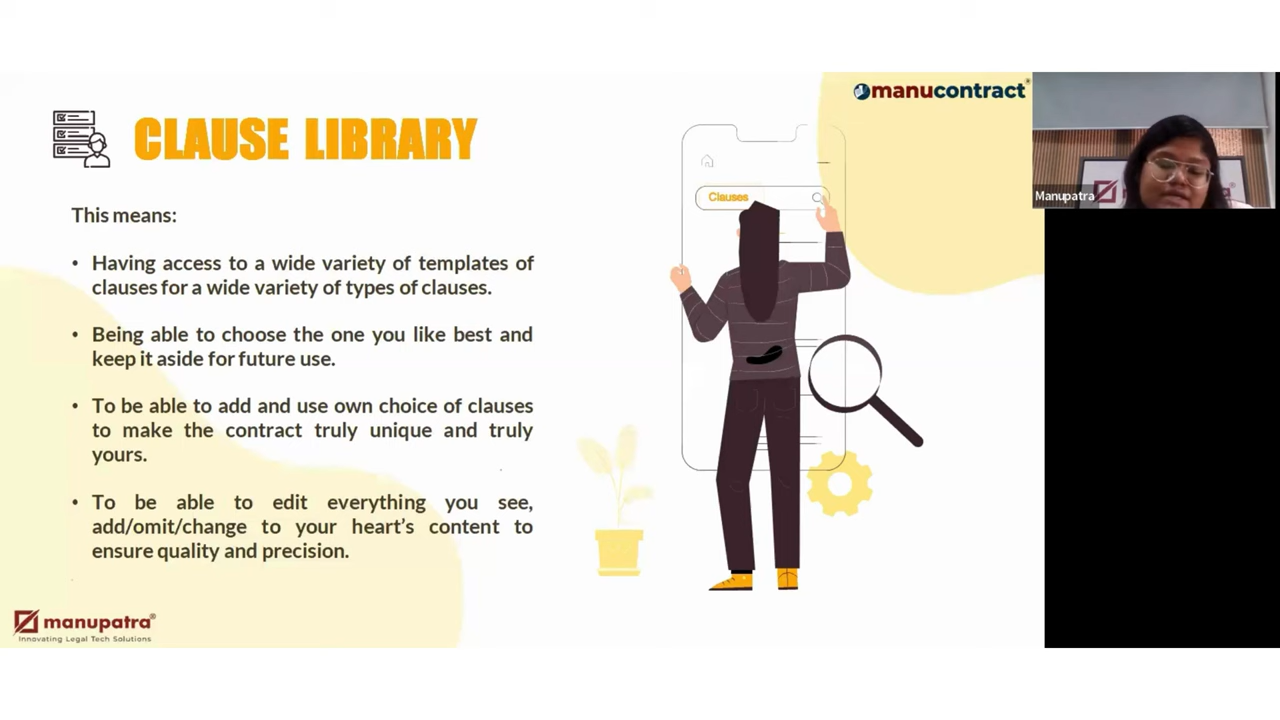 manucontract®
CLAUSE LIBRARY
This means:
• Having access to a wide variety of templates of
clauses for a wide variety of types of clauses.
• Being able to choose the one you like best and
keep it aside for future use.
• To be able to add and use own choice of clauses
to make the contract truly unique and truly
yours.
• To be able to edit everything you see,
add/omit/change to your heart’s content to
ensure quality and precision.
Clauses
Manupatra
manupatra®
Innovating Legal Tech Solutions